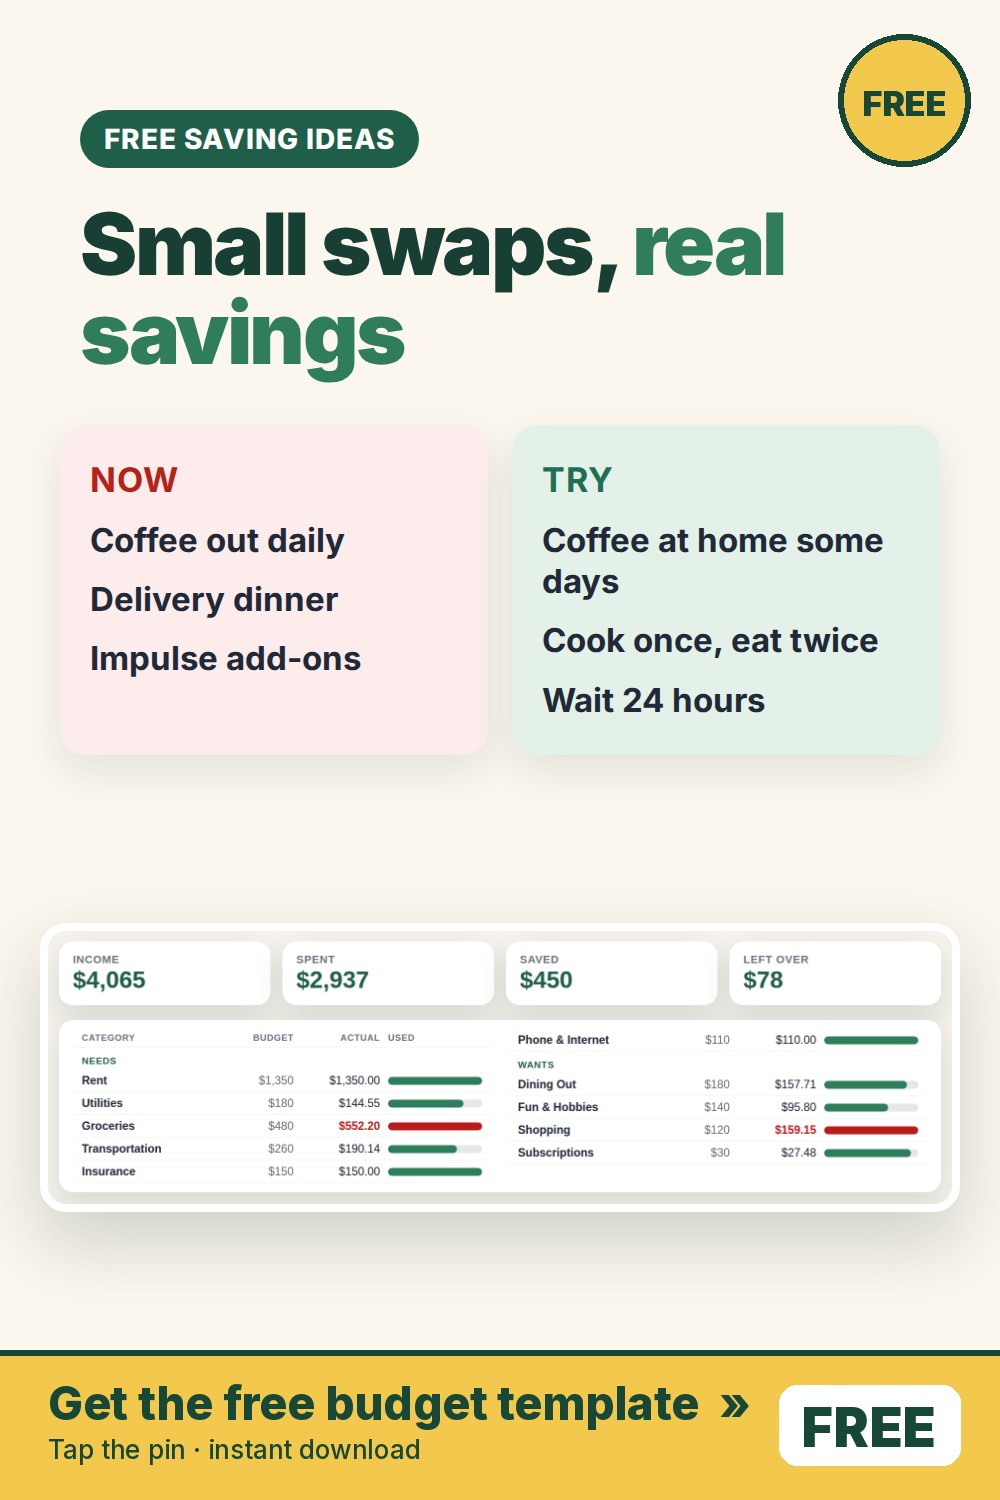 FREE
FREE SAVING IDEAS
Small swaps, real
savings
NOW
Coffee out daily
Delivery dinner
Impulse add-ons
TRY
Coffee at home some
days
Cook once, eat twice
Wait 24 hours
INCOME
$4,065
SPENT
$2,937
SAVED
$450
LEFT OVER
$78
CATEGORY BUDGET ACTUAL USED
NEEDS
Rent $1,350 $1,350.00
Utilities $180 $144.55
Groceries $480 $552.20
Transportation $260 $190.14
Insurance $150 $150.00
Phone & Internet $110 $110.00
WANTS
Dining Out $180 $157.71
Fun & Hobbies $140 $95.80
Shopping $120 $159.15
Subscriptions $30 $27.48
Get the free budget template »
Tap the pin · instant download
FREE